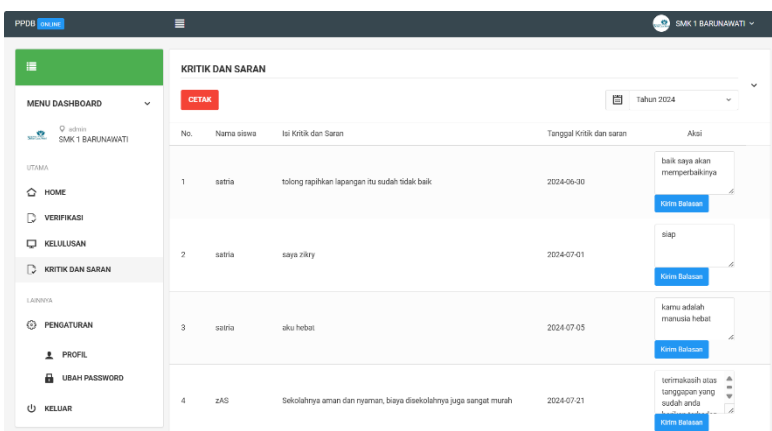 PPDB ONLINE
SMK 1 BARUNAWATI
MENU DASHBOARD
admin
SMK 1 BARUNAWATI
UTAMA
HOME
VERIFIKASI
KELULUSAN
KRITIK DAN SARAN
LAINNYA
PENGATURAN
PROFIL
UBAH PASSWORD
KELUAR
KRITIK DAN SARAN
CETAK
Tahun 2024
No. Nama siswa Isi Kritik dan Saran Tanggal Kritik dan saran Aksi
1 satria tolong rapihkan lapangan itu sudah tidak baik 2024-06-30
baik saya akan
memperbaikinya
Kirim Balasan
2 satria saya zikry 2024-07-01
siap
Kirim Balasan
3 satria aku hebat 2024-07-05
kamu adalah
manusia hebat
Kirim Balasan
4 zAS Sekolahnya aman dan nyaman, biaya disekolahnya juga sangat murah 2024-07-21
terimakasih atas
tanggapan yang
sudah anda
Kirim Balasan